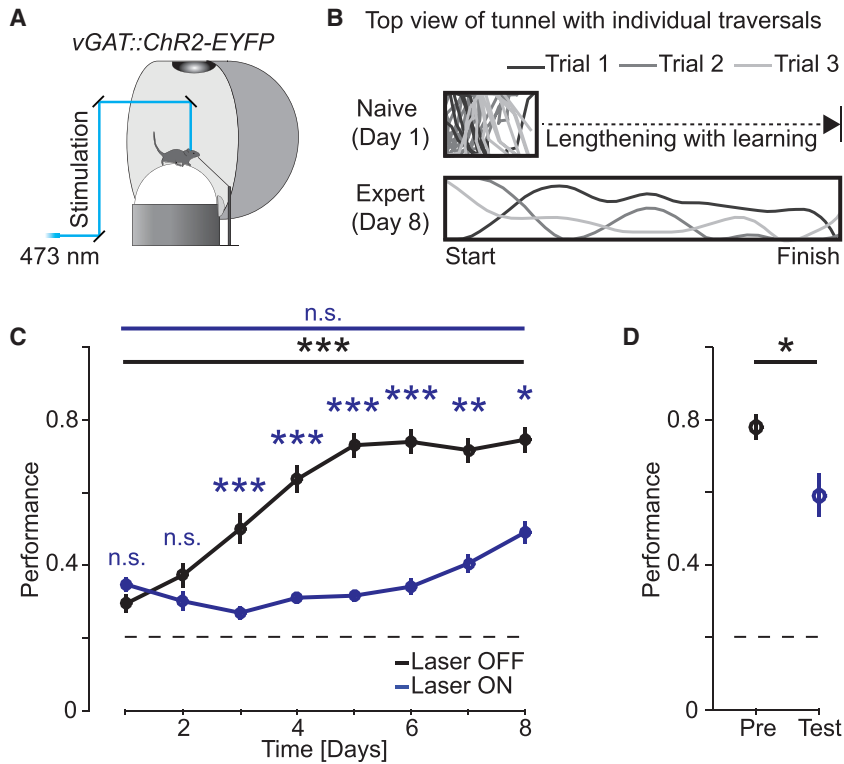 A
vGAT::ChR2-EYFP
Stimulation
473 nm
B
Top view of tunnel with individual traversals
Trial 1
Trial 2
Trial 3
Naive
(Day 1)
Lengthening with learning
Expert
(Day 8)
Start
Finish
C
n.s.
***
n.s.
n.s.
***
***
***
***
**
*
0.8
0.4
0
Performance
Laser OFF
Laser ON
2
4
6
8
Time [Days]
D
*
0.8
0.4
0
Performance
Pre
Test